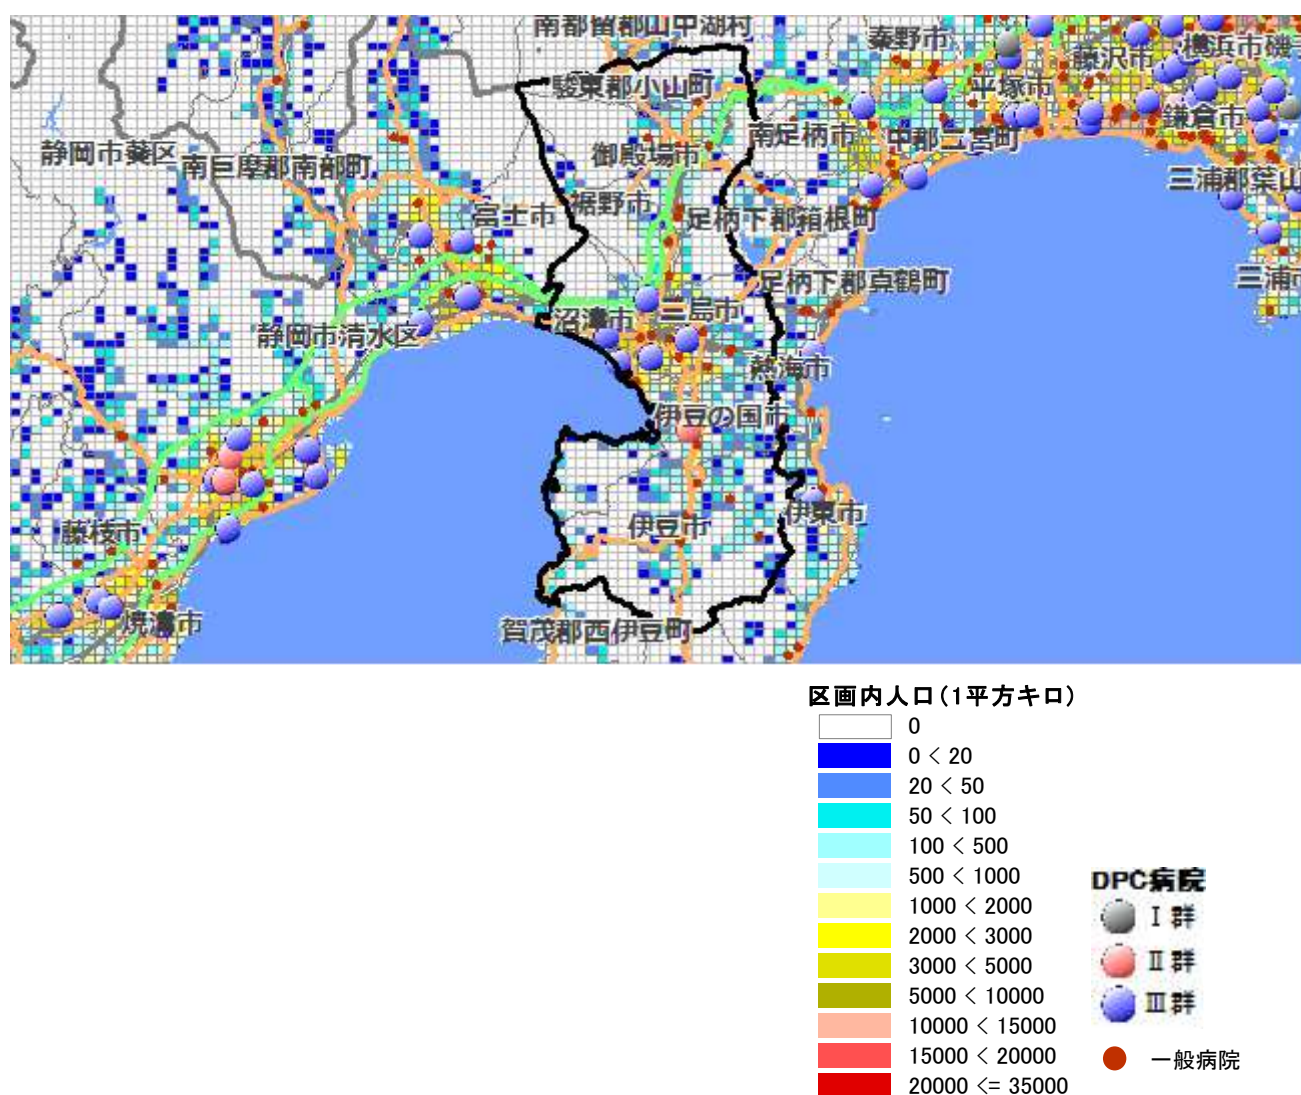 南都留郡山中湖村
秦野市
藤沢市
横浜市磯
駿東郡小山町
平塚市
鎌倉市
静岡市葵区
南巨摩郡南部町
御殿場市
南足柄市
中郡二宮町
三浦郡葉山
富士市
裾野市
足柄下郡箱根町
足柄下郡真鶴町
三浦市
静岡市清水区
沼津市
三島市
熱海市
伊豆の国市
藤枝市
伊豆市
伊東市
焼津市
賀茂郡西伊豆町
区画内人口(1平方キロ)
0
0 < 20
20 < 50
50 < 100
100 < 500
500 < 1000
1000 < 2000
2000 < 3000
3000 < 5000
5000 < 10000
10000 < 15000
15000 < 20000
20000 <= 35000
DPC病院
Ⅰ群
Ⅱ群
Ⅲ群
一般病院